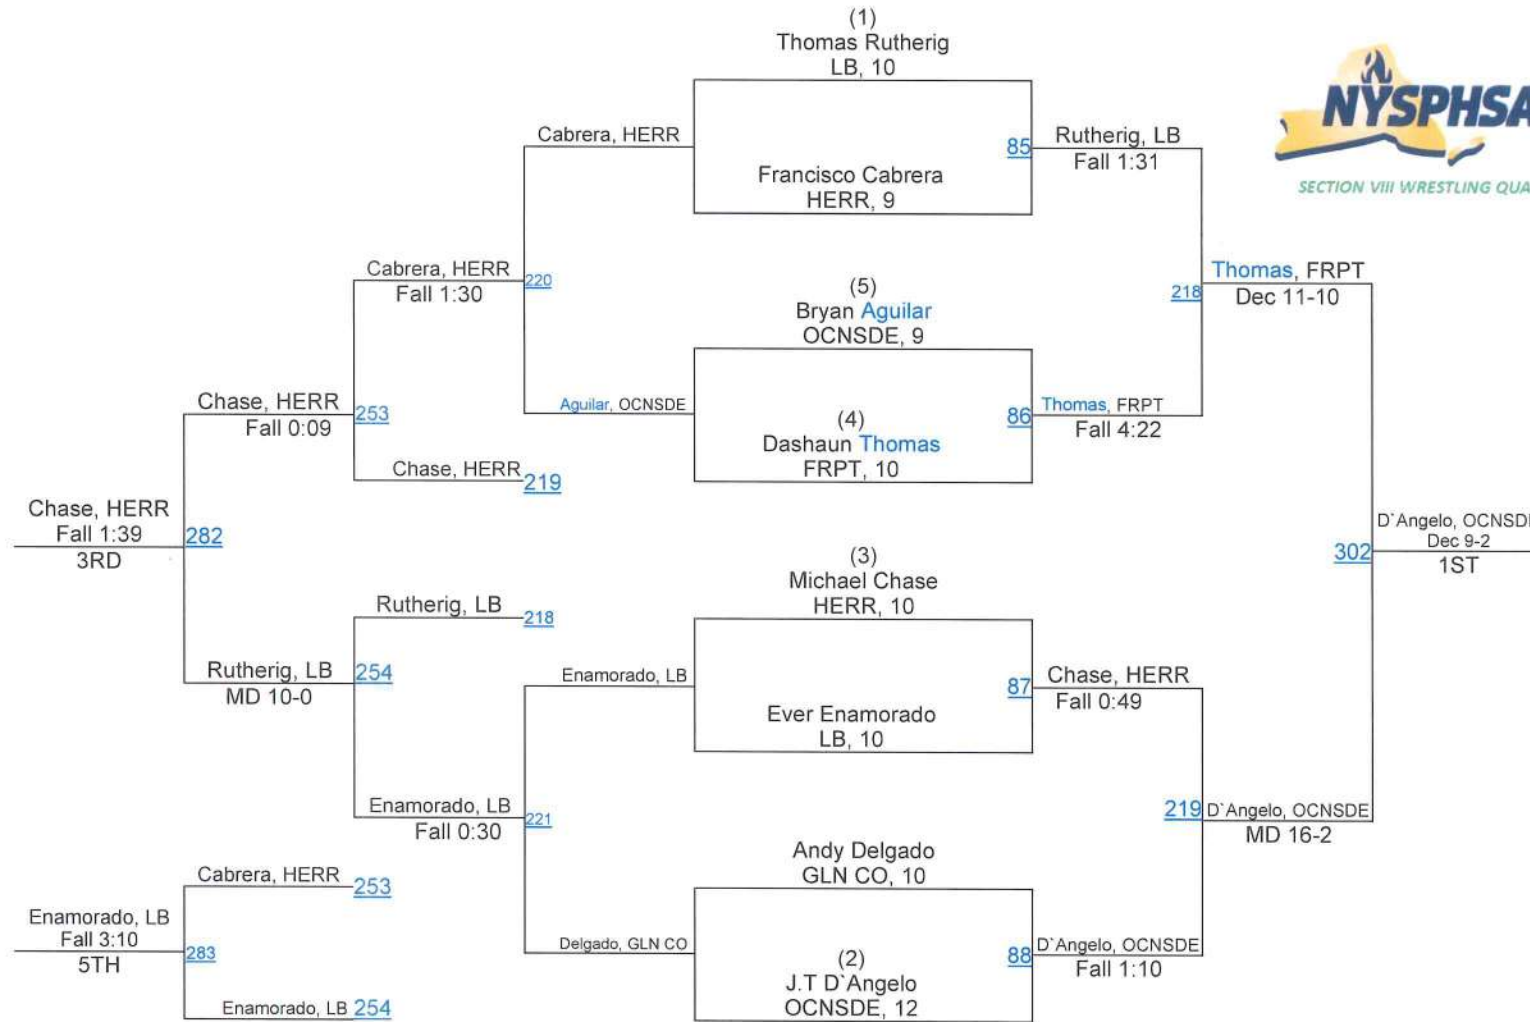 (1)
Thomas Rutherig
LB, 10
NYSPHSA
SECTION VIII WRESTLING QUA
Cabrera, HERR
85
Rutherig, LB
Fall 1:31
Francisco Cabrera
HERR, 9
Cabrera, HERR
Fall 1:30
220
(5)
Bryan Aguilar
OCNSDE, 9
218
Thomas, FRPT
Dec 11-10
Chase, HERR
Fall 0:09
253
Aguilar, OCNSDE
(4)
Dashaun Thomas
FRPT, 10
86
Thomas, FRPT
Fall 4:22
Chase, HERR
219
Chase, HERR
Fall 1:39
3RD
282
(3)
Michael Chase
HERR, 10
302
D`Angelo, OCNSDE
Dec 9-2
1ST
Rutherig, LB
218
Rutherig, LB
MD 10-0
254
Enamorado, LB
87
Chase, HERR
Fall 0:49
Ever Enamorado
LB, 10
Enamorado, LB
Fall 0:30
221
219
D`Angelo, OCNSDE
MD 16-2
Andy Delgado
GLN CO, 10
Cabrera, HERR
253
Enamorado, LB
Fall 3:10
5TH
283
Delgado, GLN CO
(2)
J.T D`Angelo
OCNSDE, 12
88
D`Angelo, OCNSDE
Fall 1:10
Enamorado, LB
254